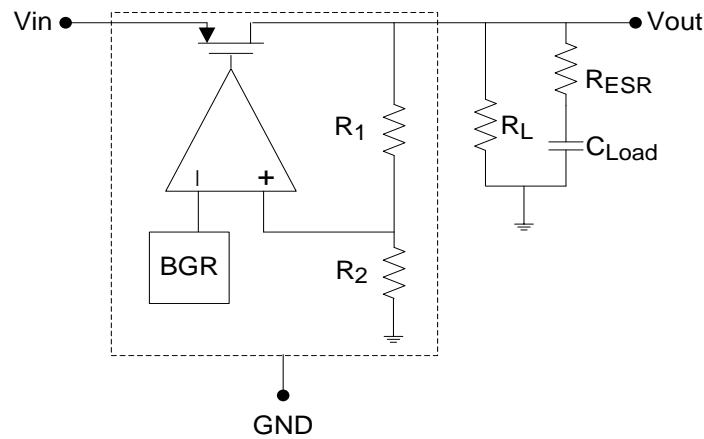 Vin
Vout
R1
RL
RESR
CLoad
– +
BGR
R2
GND